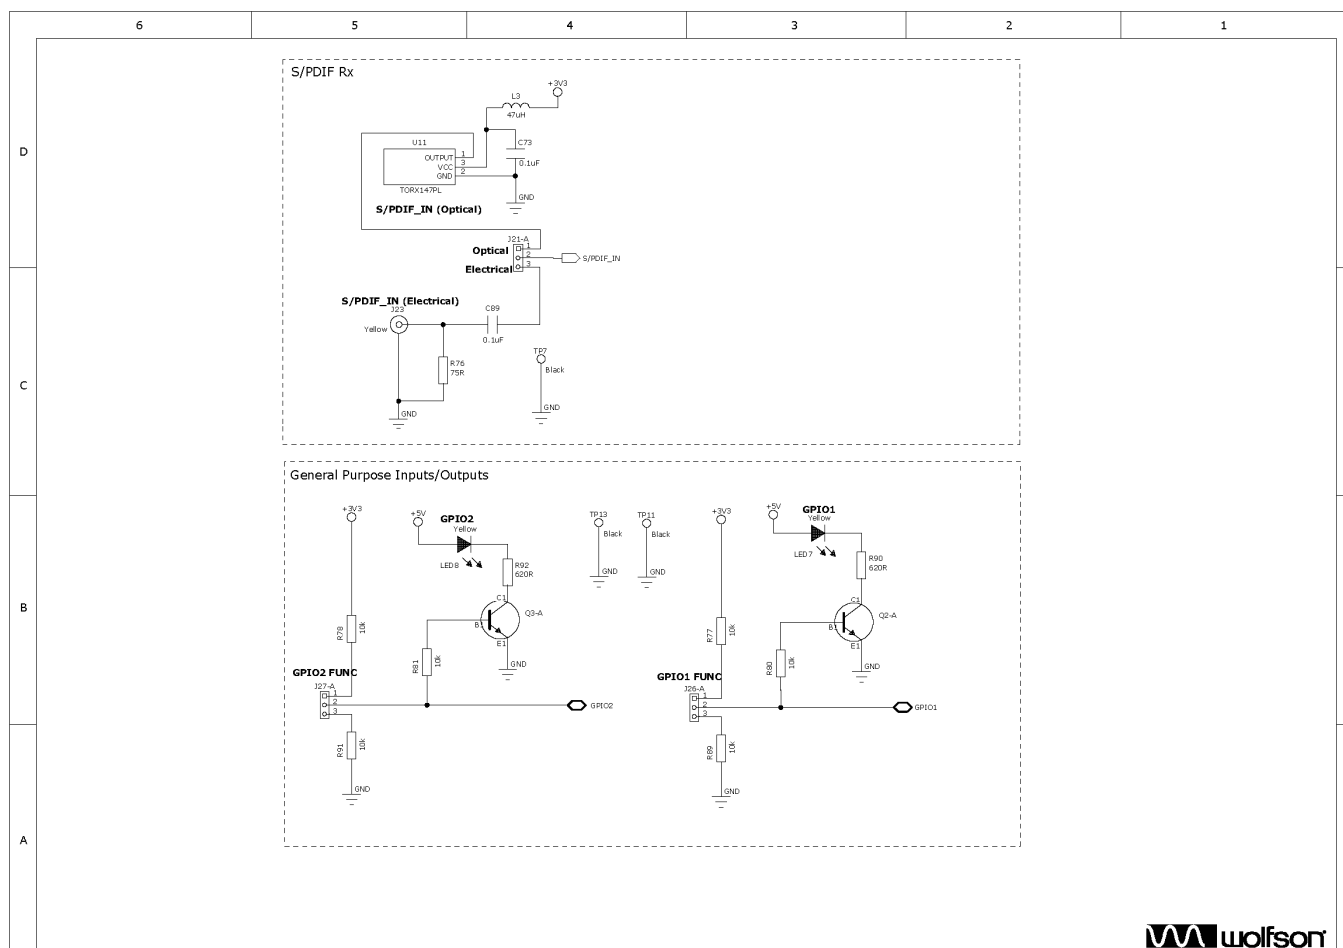 6 5 4 3 2 1
D
C
B
A
S/PDIF Rx
+3V3
L3
47uH
U11
OUTPUT 1
VCC 3
GND 2
TORX147PL
C73
0.1uF
GND
S/PDIF_IN (Optical)
J21-A
Optical 1
2 S/PDIF_IN
Electrical 3
S/PDIF_IN (Electrical)
J23
Yellow
C89
0.1uF
R76
75R
GND
TP7
Black
GND
General Purpose Inputs/Outputs
+3V3
+5V
GPIO2
Yellow
LED8
R92
620R
C1
Q3-A
B1
E1
GND
R78 10k
R81 10k
GPIO2 FUNC
J27-A
1
2
3
GPIO2
R91 10k
GND
TP13
Black
GND
TP11
Black
GND
+3V3
+5V
GPIO1
Yellow
LED7
R90
620R
C1
Q2-A
B1
E1
GND
R77 10k
R80 10k
GPIO1 FUNC
J26-A
1
2
3
GPIO1
R89 10k
GND
wolfson